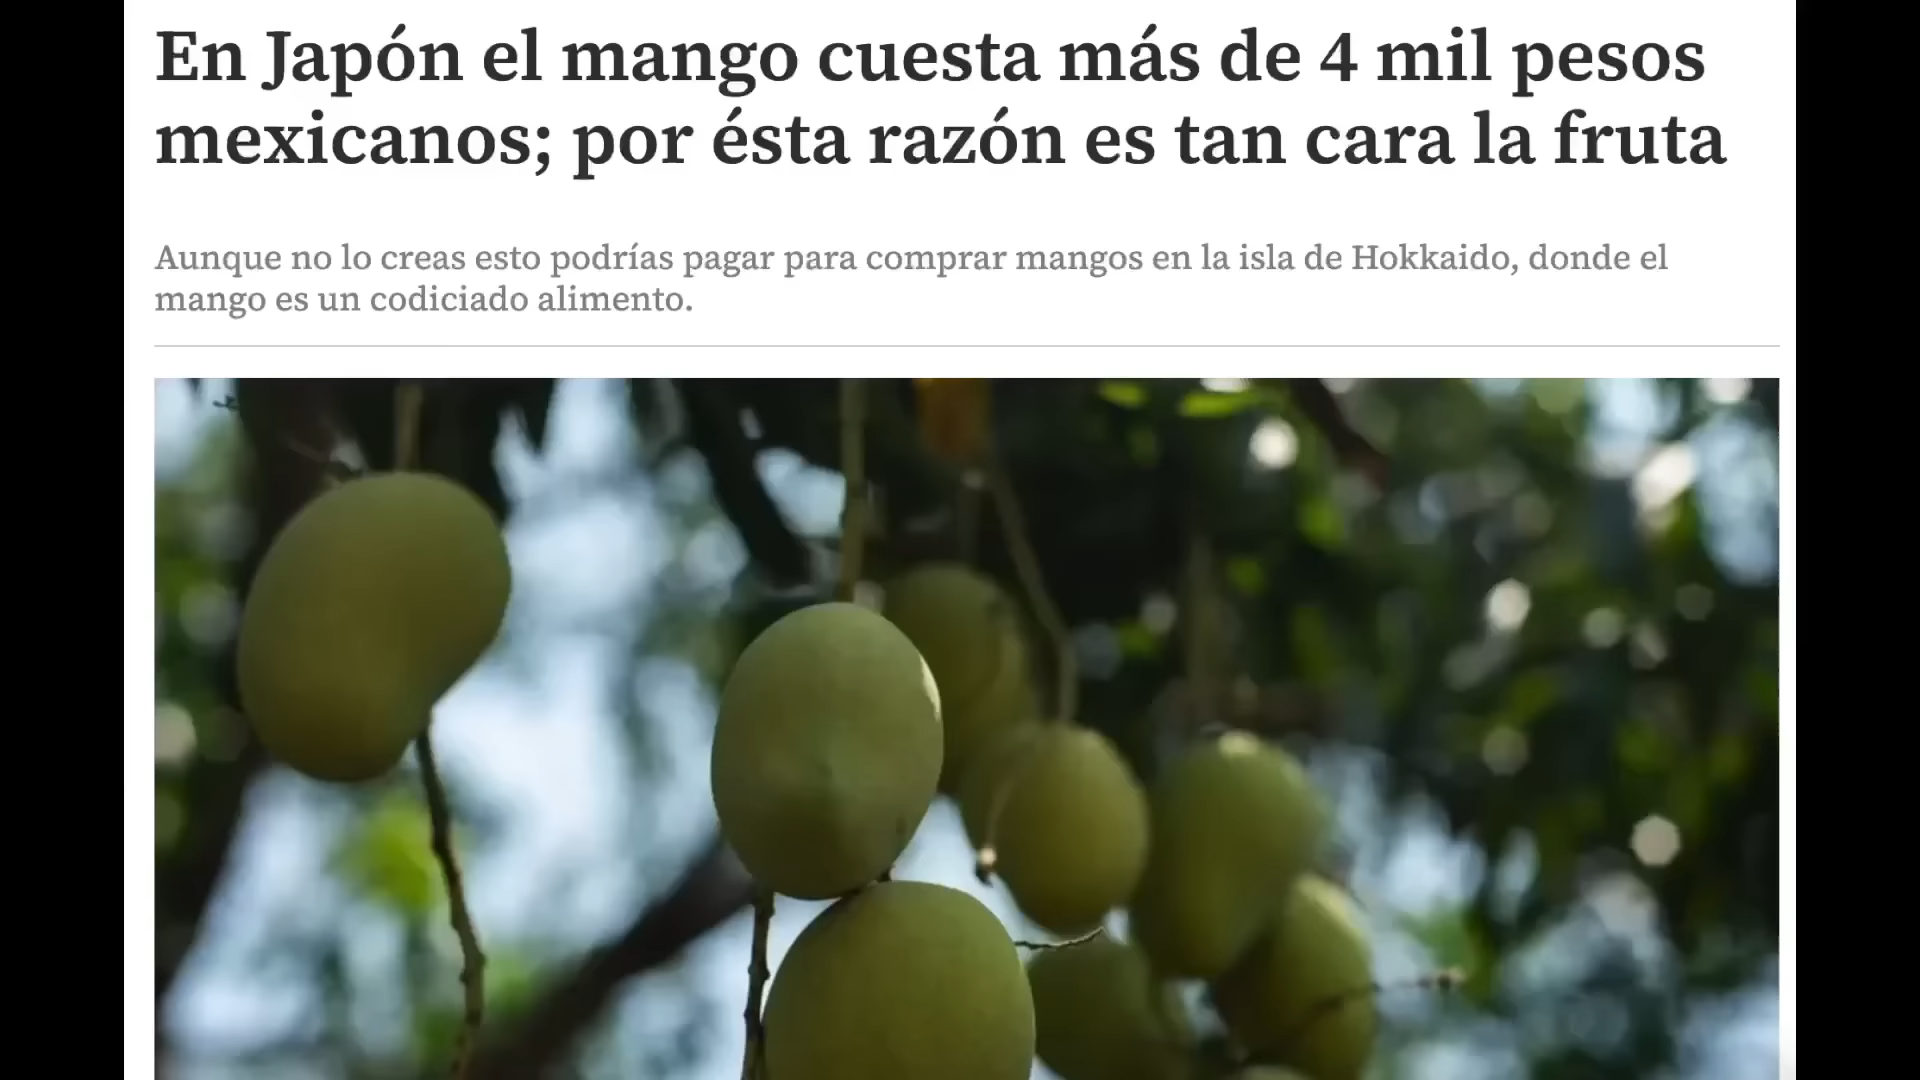 En Japón el mango cuesta más de 4 mil pesos
mexicanos; por ésta razón es tan cara la fruta
Aunque no lo creas esto podrías pagar para comprar mangos en la isla de Hokkaido, donde el
mango es un codiciado alimento.